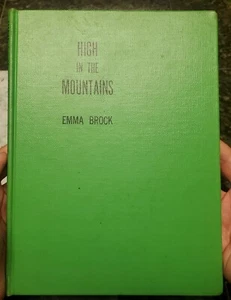 HIGH
IN THE
MOUNTAINS
EMMA BROCK